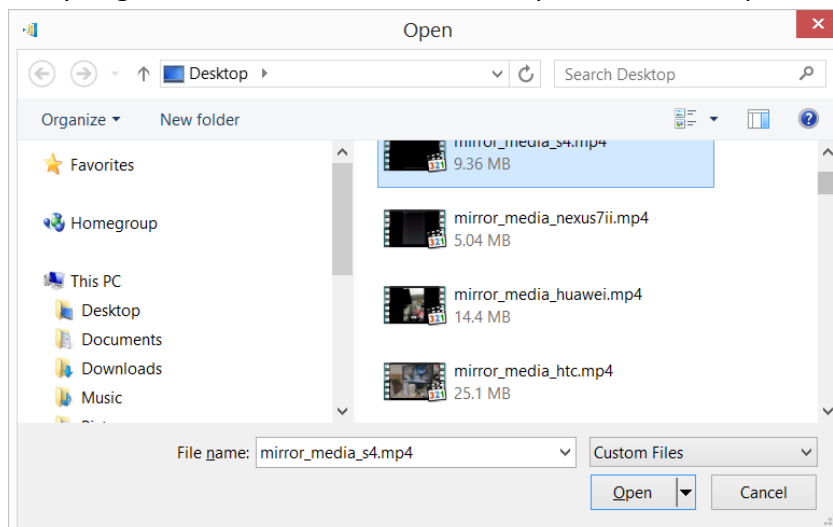 Open
Desktop
Search Desktop
Organize
New folder
Favorites
Homegroup
This PC
Desktop
Documents
Downloads
Music
mirror_media_s4.mp4
9.36 MB
mirror_media_nexus7ii.mp4
5.04 MB
mirror_media_huawei.mp4
14.4 MB
mirror_media_htc.mp4
25.1 MB
File name: mirror_media_s4.mp4
Custom Files
Open
Cancel